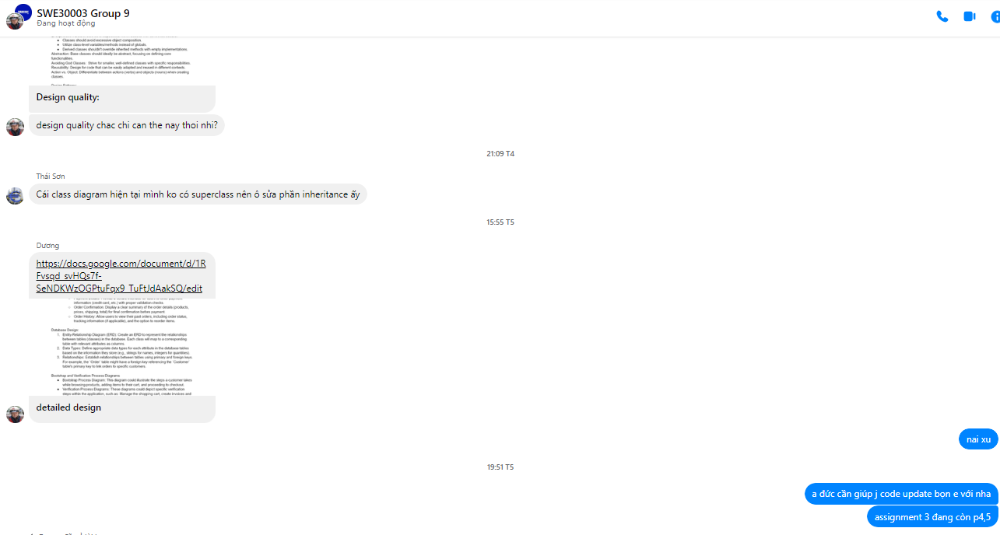 SWE30003 Group 9
Đang hoạt động
Classes should avoid excessive object composition.
Utilize class-level variables/methods instead of globals.
Derived classes shouldn't override inherited methods with empty implementations.
Abstraction: Base classes should ideally be abstract, focusing on defining core
functionalities.
Avoiding God Classes: Strive for smaller, well-defined classes with specific responsibilities.
Reusability: Design for code that can be easily adapted and reused in different contexts.
Action vs. Object: Differentiate between actions (verbs) and objects (nouns) when creating
classes.
Design quality:
design quality chac chi can the nay thoi nhi?
21:09 T4
Thái Sơn
Cái class diagram hiện tại mình ko có superclass nên ô sửa phần inheritance ấy
15:55 T5
Dương
https://docs.google.com/document/d/1R
Fvsqd_svHQs7f-
SeNDKWzOGPtuFqx9_TuFtJdAakSQ/edit
information (credit card, etc.) with proper validation checks.
Order Confirmation: Display a clear summary of the order details (products,
prices, shipping, total) for final confirmation before payment.
Order History: Allow users to view their past orders, including order status,
tracking information (if applicable), and the option to reorder items.
Database Design:
1. Entity-Relationship Diagram (ERD): Create an ERD to represent the relationships
between tables (classes) in the database. Each class will map to a corresponding
table with relevant attributes as columns.
2. Data Types: Define appropriate data types for each attribute in the database tables
based on the information they store (e.g., strings for names, integers for quantities).
3. Relationships: Establish relationships between tables using primary and foreign keys.
For example, the 'Order' table might have a foreign key referencing the 'Customer'
table's primary key to link orders to specific customers.
Bootstrap and Verification Process Diagrams:
Bootstrap Process Diagram: This diagram could illustrate the steps a customer takes
while browsing products, adding items to their cart, and proceeding to checkout.
Verification Process Diagrams: These diagrams could depict specific verification
steps within the application, such as: Manage the shopping cart, create invoices and
detailed design
nai xu
19:51 T5
a đức cần giúp j code update bọn e với nha
assignment 3 đang còn p4,5